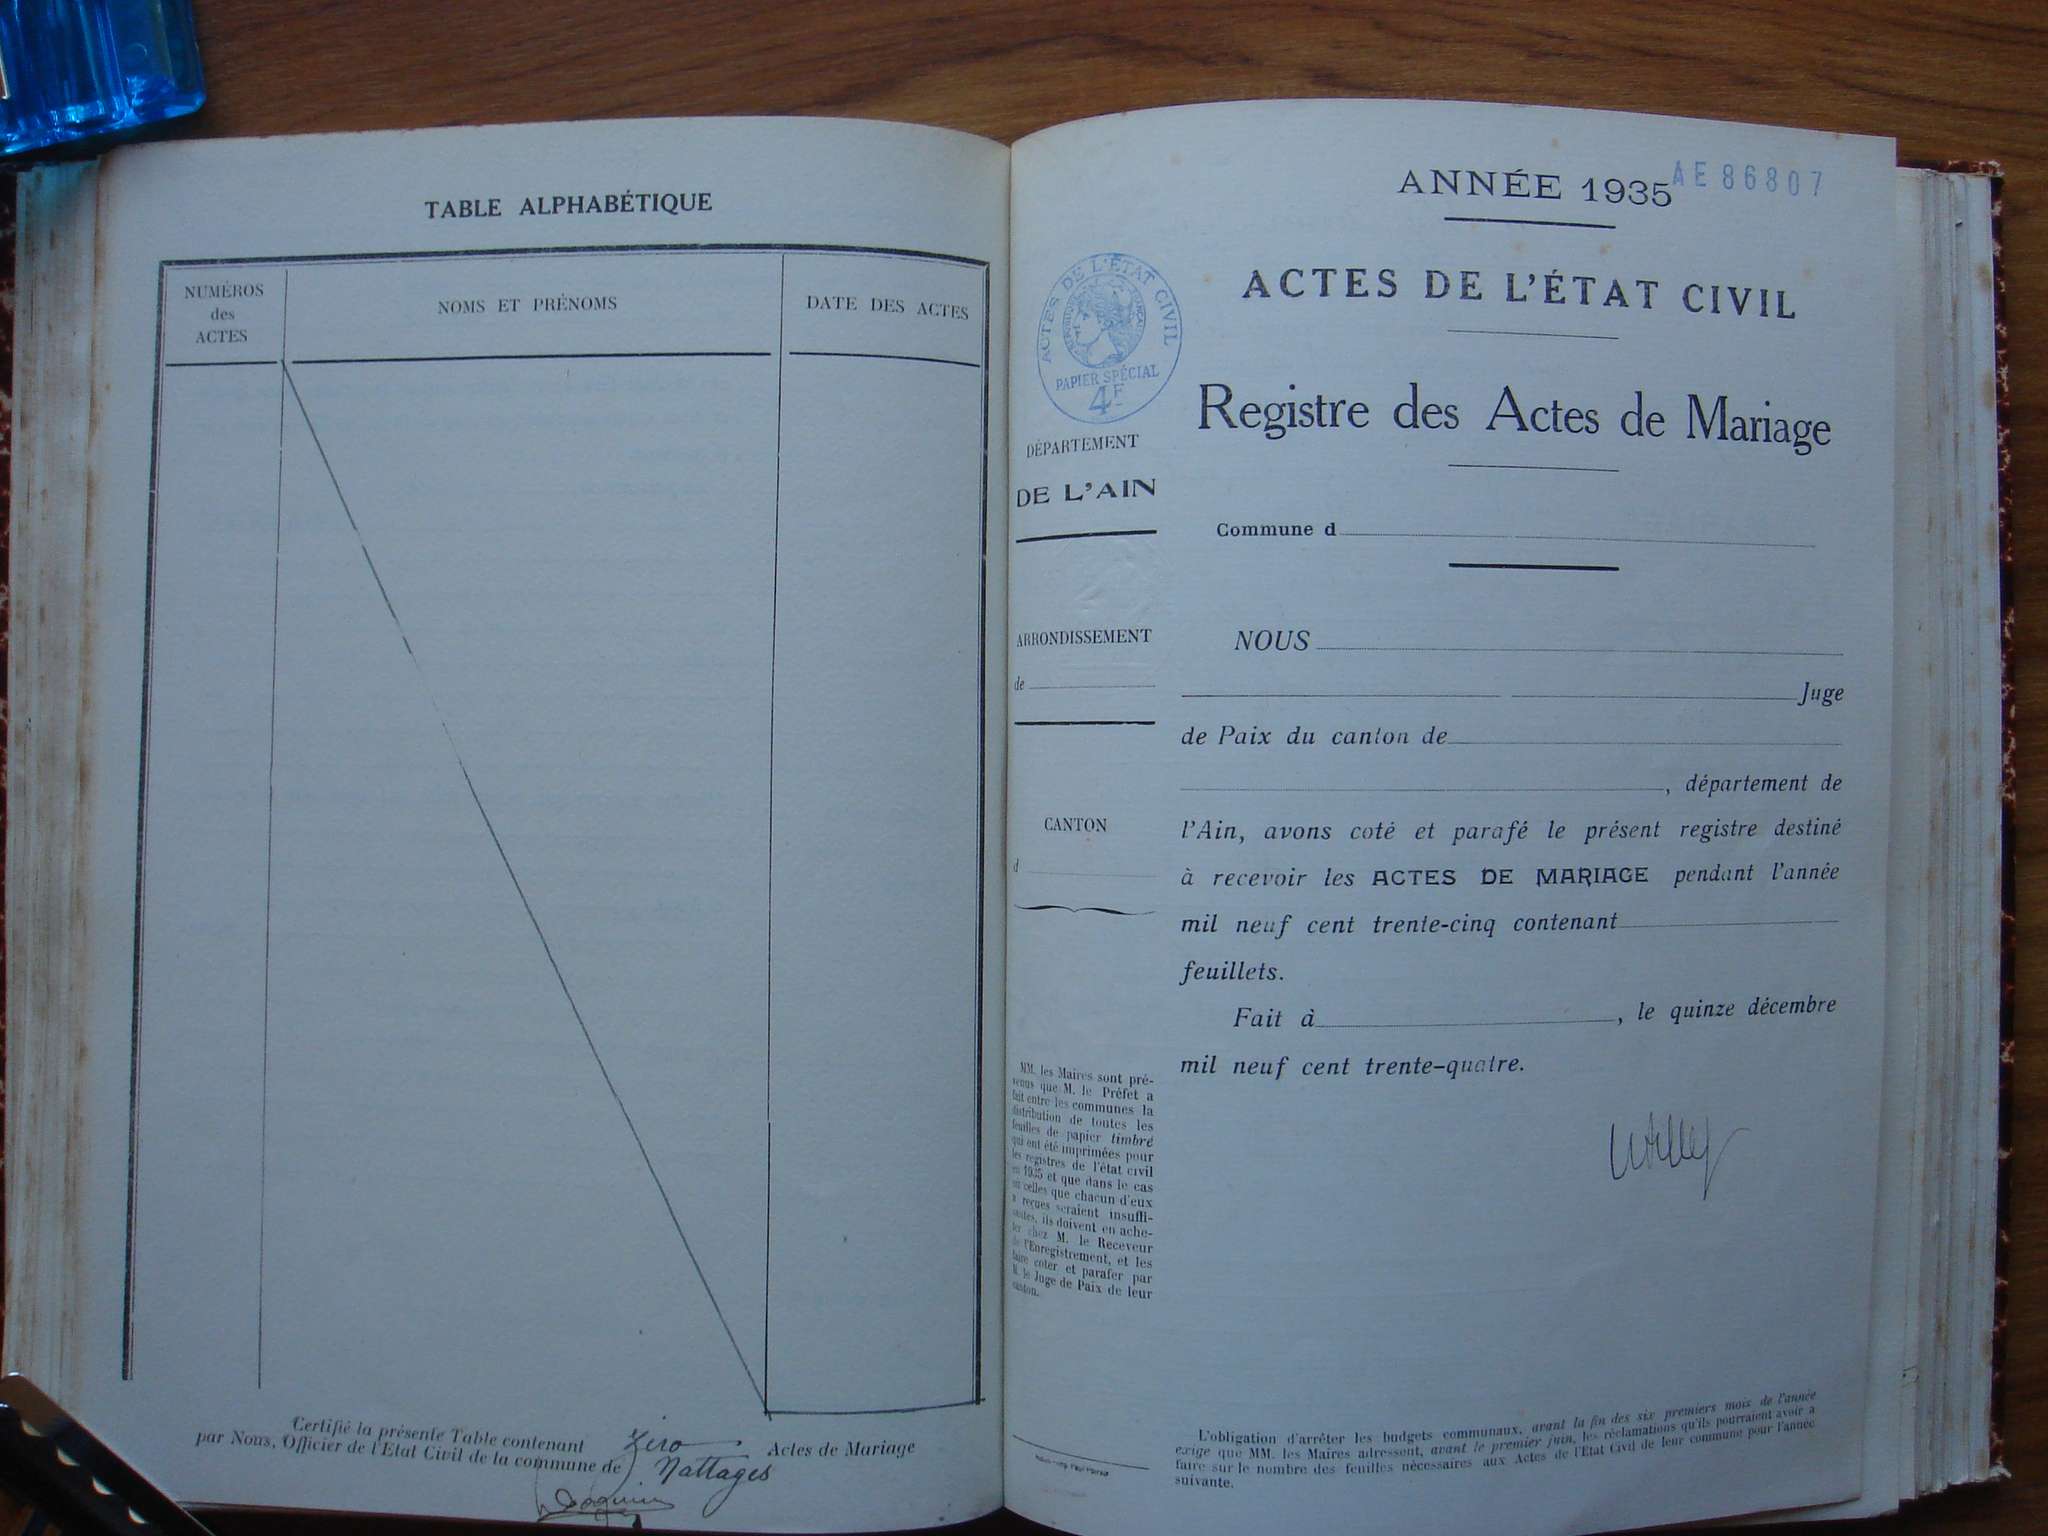 TABLE ALPHABÉTIQUE
NUMÉROS
des
ACTES
NOMS ET PRÉNOMS
DATE DES ACTES
Certifié la présente Table contenant Zéro Actes de Mariage
par Nous, Officier de l'Etat Civil de la commune de Nattages
ANNÉE 1935
AE 86807
ACTES DE L'ÉTAT CIVIL
Registre des Actes de Mariage
ACTES DE L'ÉTAT CIVIL
RÉPUBLIQUE FRANÇAISE
PAPIER SPÉCIAL
4F
DÉPARTEMENT
DE L'AIN
ARRONDISSEMENT
de
CANTON
d
MM. les Maires sont pré-
venus que M. le Préfet a
fait entre les communes la
distribution de toutes les
feuilles de papier timbré
qui ont été imprimées pour
les registres de l'état civil
en 1935 et que dans le cas
où celles que chacun d'eux
a reçues seraient insuffi-
santes, ils doivent en ache-
ter chez M. le Receveur
de l'Enregistrement, et les
faire coter et parafer par
M. le Juge de Paix de leur
canton.
Commune d
NOUS
Juge
de Paix du canton de
, département de
l'Ain, avons coté et parafé le présent registre destiné
à recevoir les ACTES DE MARIAGE pendant l'année
mil neuf cent trente-cinq contenant
feuillets.
Fait à , le quinze décembre
mil neuf cent trente-quatre.
L'obligation d'arrêter les budgets communaux, avant la fin des six premiers mois de l'année
exige que MM. les Maires adressent, avant le premier juin, les réclamations qu'ils pourraient avoir à
faire sur le nombre des feuilles nécessaires aux Actes de l'Etat Civil de leur commune pour l'année
suivante.